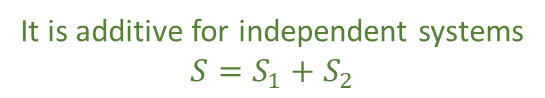 It is additive for independent systems
S = S₁ + S₂